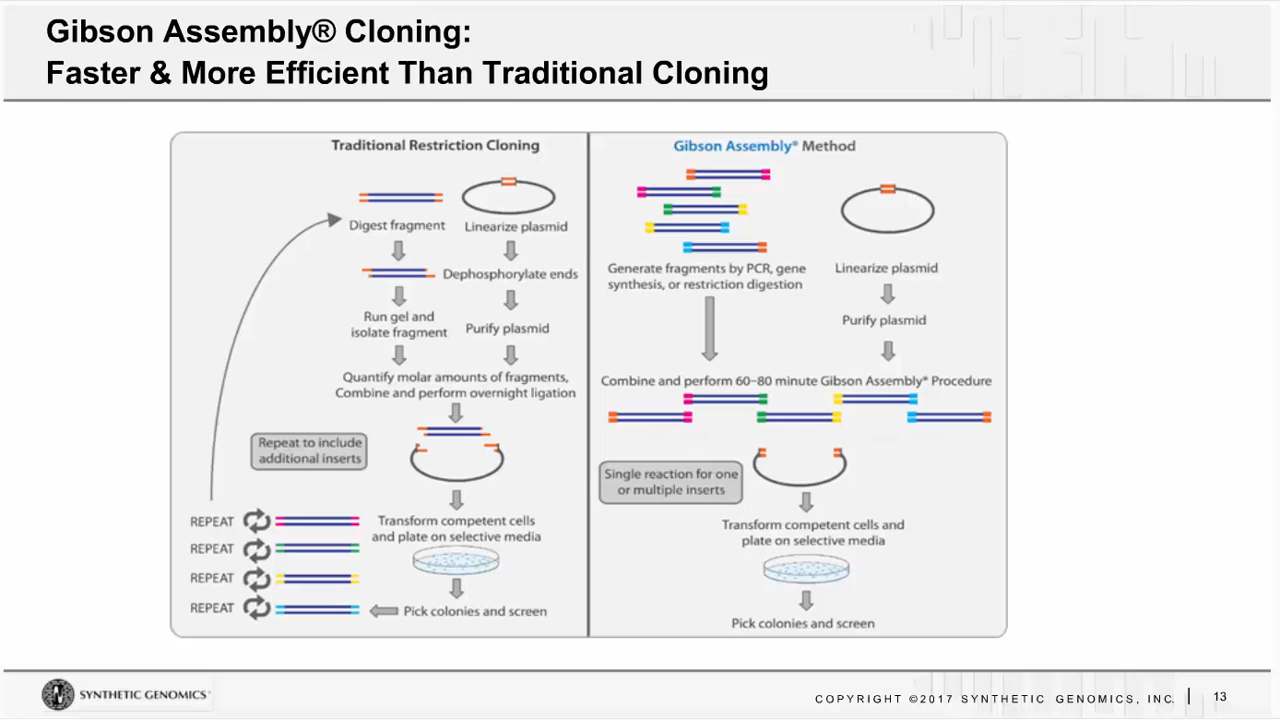 Gibson Assembly® Cloning:
Faster & More Efficient Than Traditional Cloning
Traditional Restriction Cloning
Digest fragment
Linearize plasmid
Dephosphorylate ends
Run gel and
isolate fragment
Purify plasmid
Quantify molar amounts of fragments,
Combine and perform overnight ligation
Repeat to include
additional inserts
Transform competent cells
and plate on selective media
Pick colonies and screen
REPEAT
REPEAT
REPEAT
REPEAT
Gibson Assembly® Method
Generate fragments by PCR, gene
synthesis, or restriction digestion
Linearize plasmid
Purify plasmid
Combine and perform 60–80 minute Gibson Assembly® Procedure
Single reaction for one
or multiple inserts
Transform competent cells and
plate on selective media
Pick colonies and screen
SYNTHETIC GENOMICS®
COPYRIGHT ©2017 SYNTHETIC GENOMICS, INC.
13